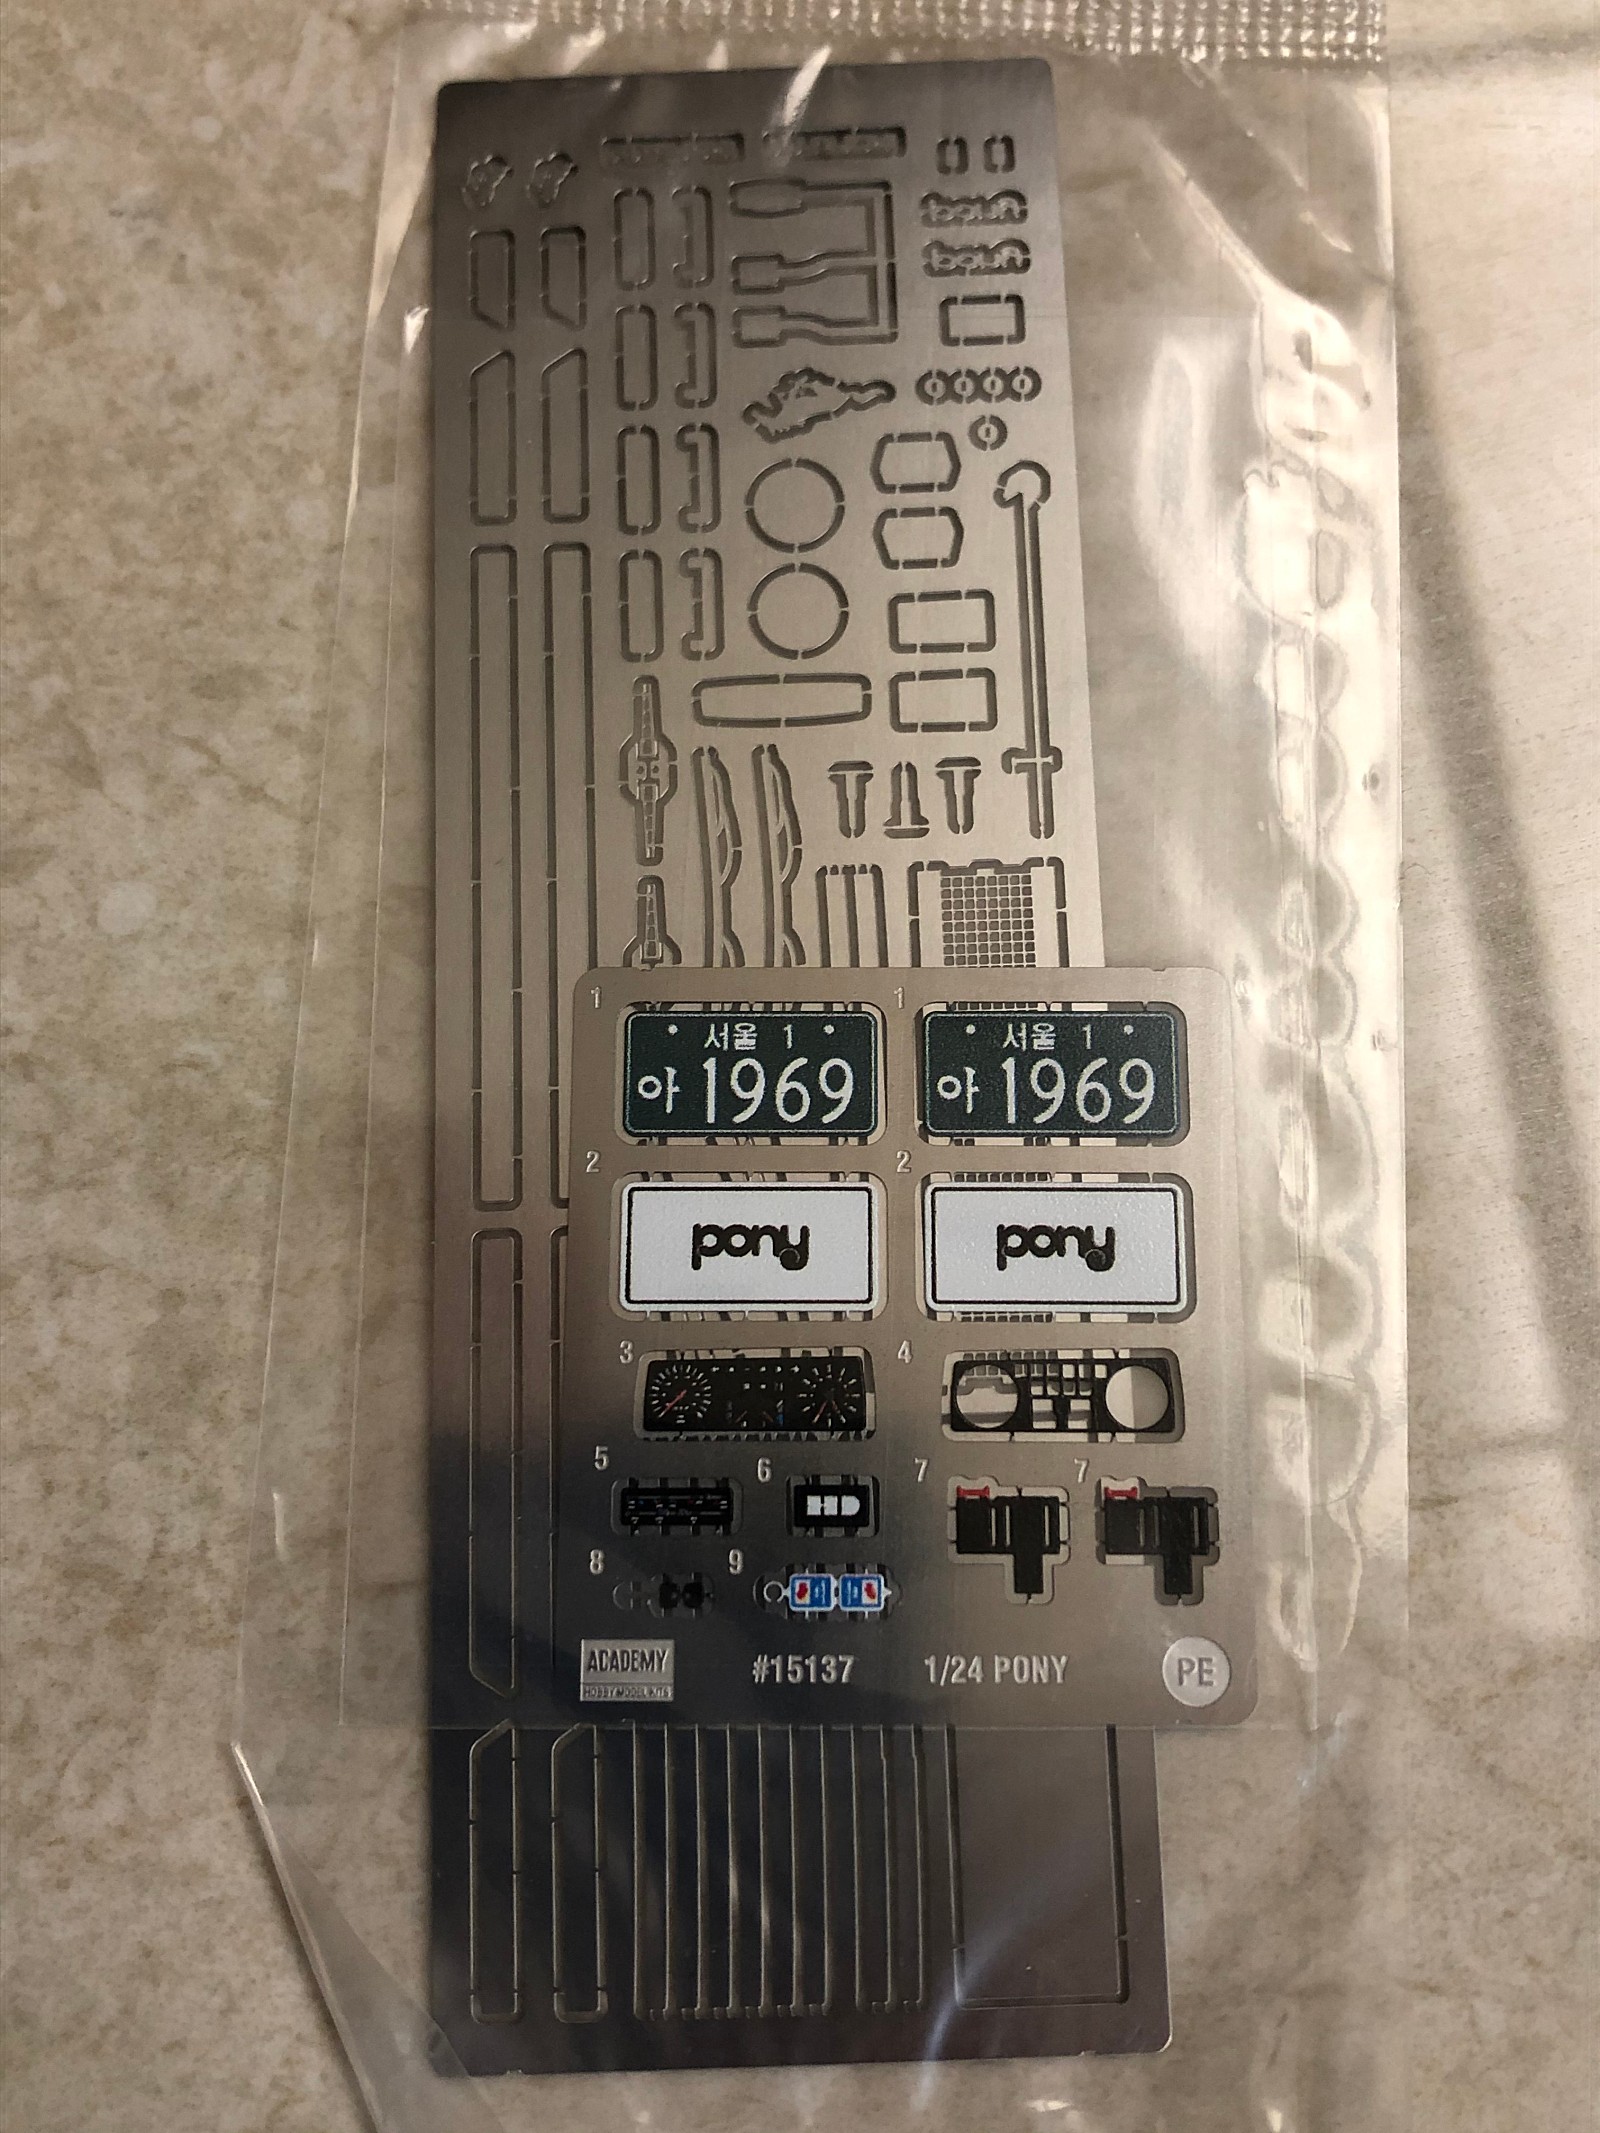 pony
pony
1
1
서울 1
아 1969
서울 1
아 1969
2
2
pony
pony
3
4
5
6
7
7
HD
8
9
ACADEMY
HOBBY MODEL KITS
#15137
1/24 PONY
PE